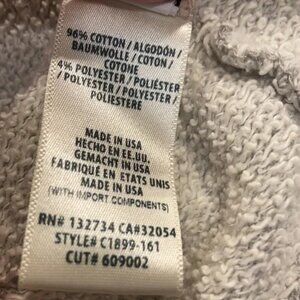 96% COTTON / ALGODÓN /
BAUMWOLLE / COTON /
COTONE
4% POLYESTER / POLIÉSTER
/ POLYESTER / POLYESTER /
POLIESTERE
MADE IN USA
HECHO EN EE.UU.
GEMACHT IN USA
FABRIQUÉ EN ETATS UNIS
MADE IN USA
(WITH IMPORT COMPONENTS)
RN# 132734 CA#32054
STYLE# C1899-161
CUT# 609002